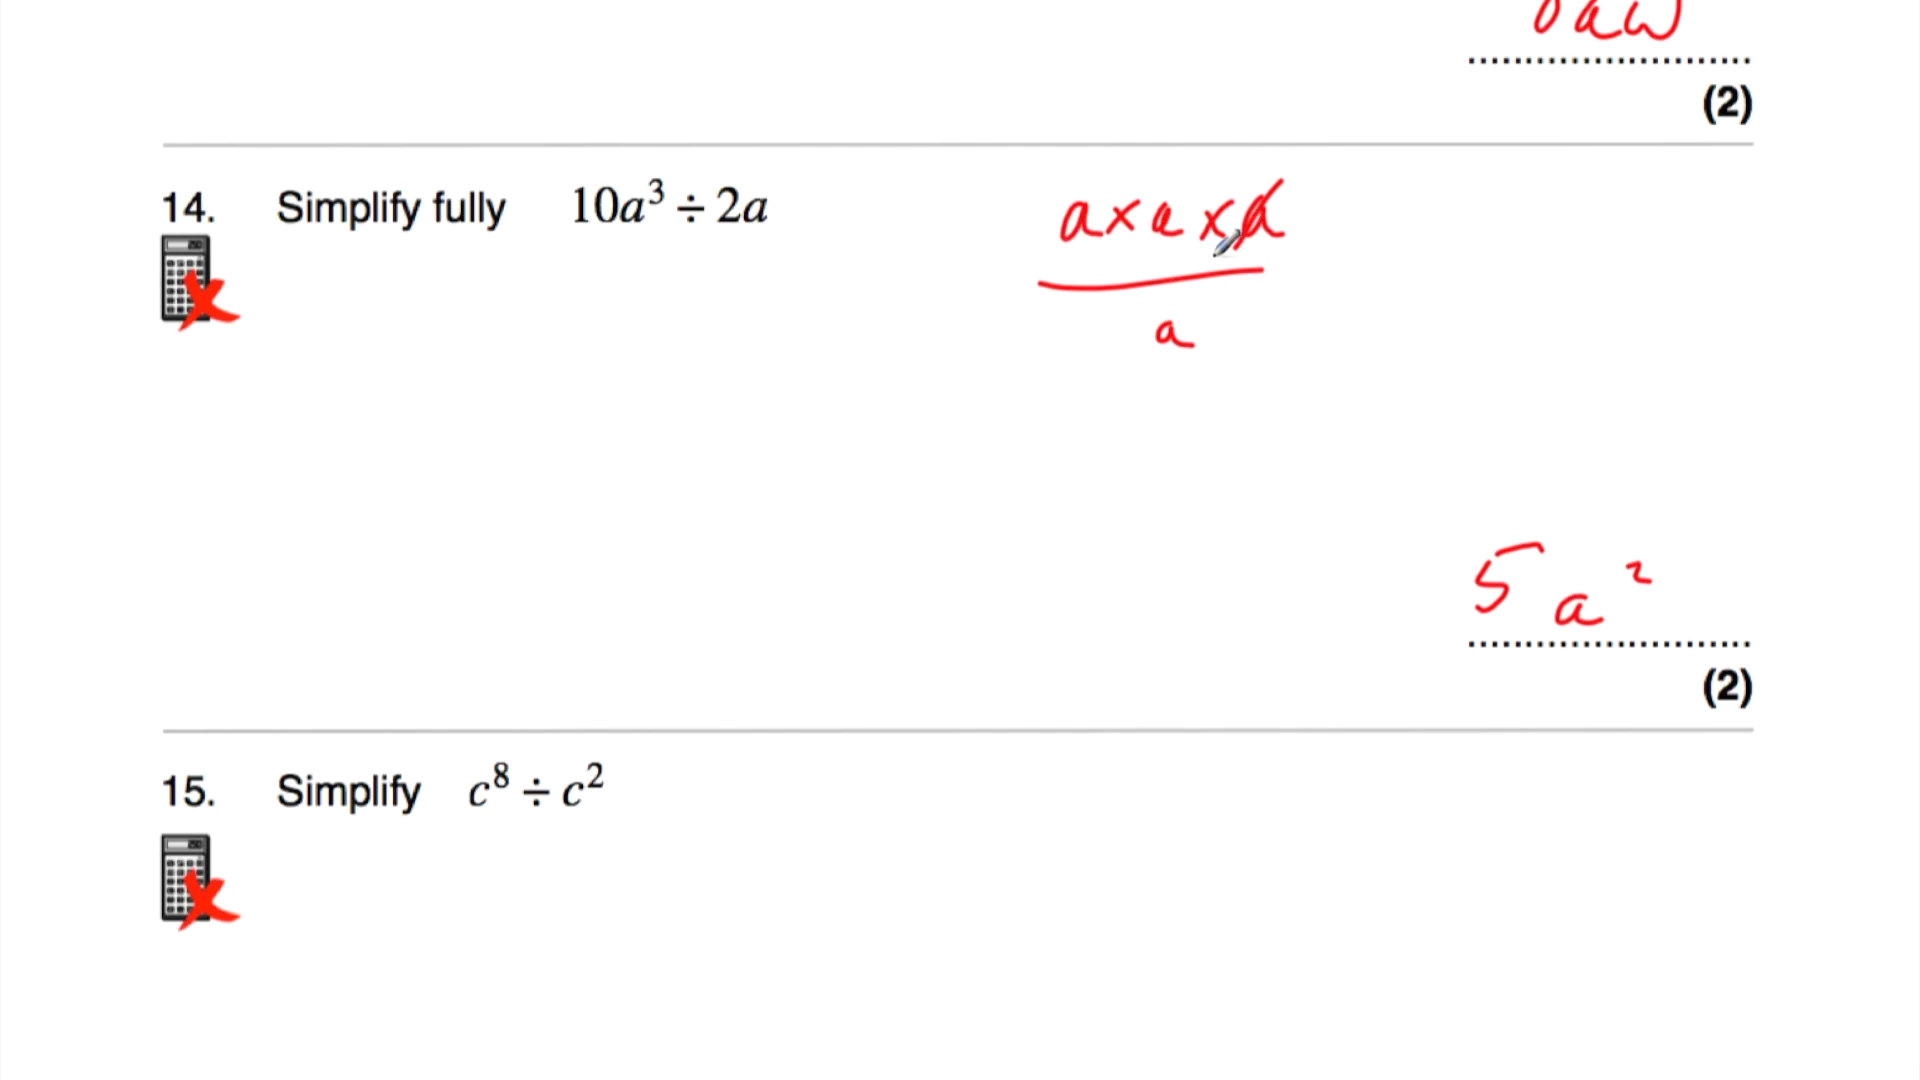 (2)
14. Simplify fully 10a³ ÷ 2a
a × a × a
a
5a²
(2)
15. Simplify c⁸ ÷ c²